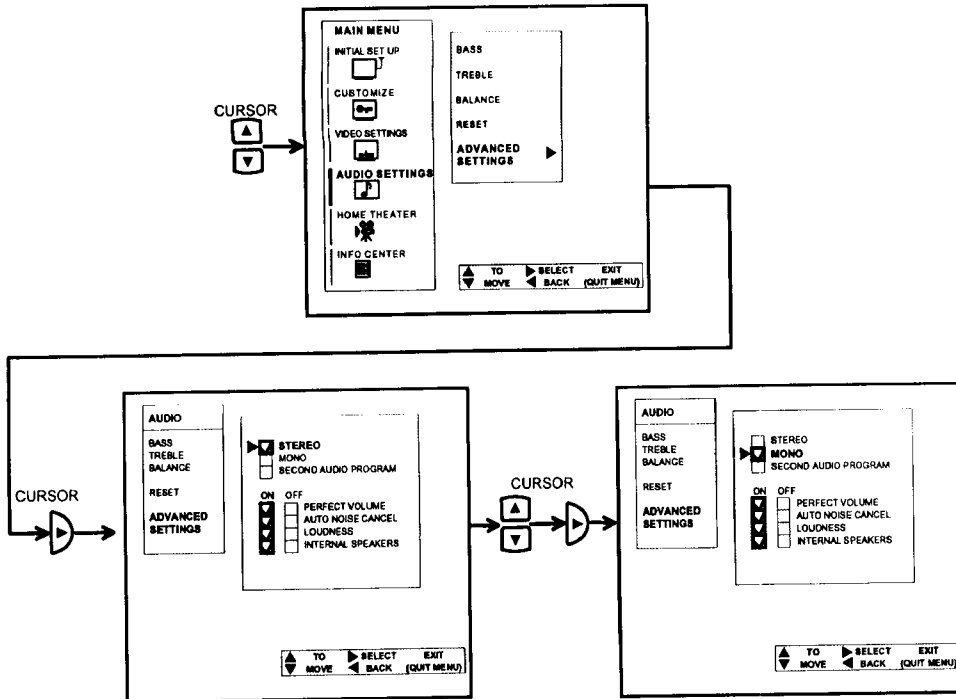 MAIN MENU
INITIAL SET UP
CUSTOMIZE
VIDEO SETTINGS
AUDIO SETTINGS
HOME THEATER
INFO CENTER
BASS
TREBLE
BALANCE
RESET
ADVANCED
SETTINGS
TO SELECT EXIT
MOVE BACK (QUIT MENU)
CURSOR
CURSOR
AUDIO
BASS
TREBLE
BALANCE
RESET
ADVANCED
SETTINGS
STEREO
MONO
SECOND AUDIO PROGRAM
ON OFF
PERFECT VOLUME
AUTO NOISE CANCEL
LOUDNESS
INTERNAL SPEAKERS
TO SELECT EXIT
MOVE BACK (QUIT MENU)
CURSOR
AUDIO
BASS
TREBLE
BALANCE
RESET
ADVANCED
SETTINGS
STEREO
MONO
SECOND AUDIO PROGRAM
ON OFF
PERFECT VOLUME
AUTO NOISE CANCEL
LOUDNESS
INTERNAL SPEAKERS
TO SELECT EXIT
MOVE BACK (QUIT MENU)